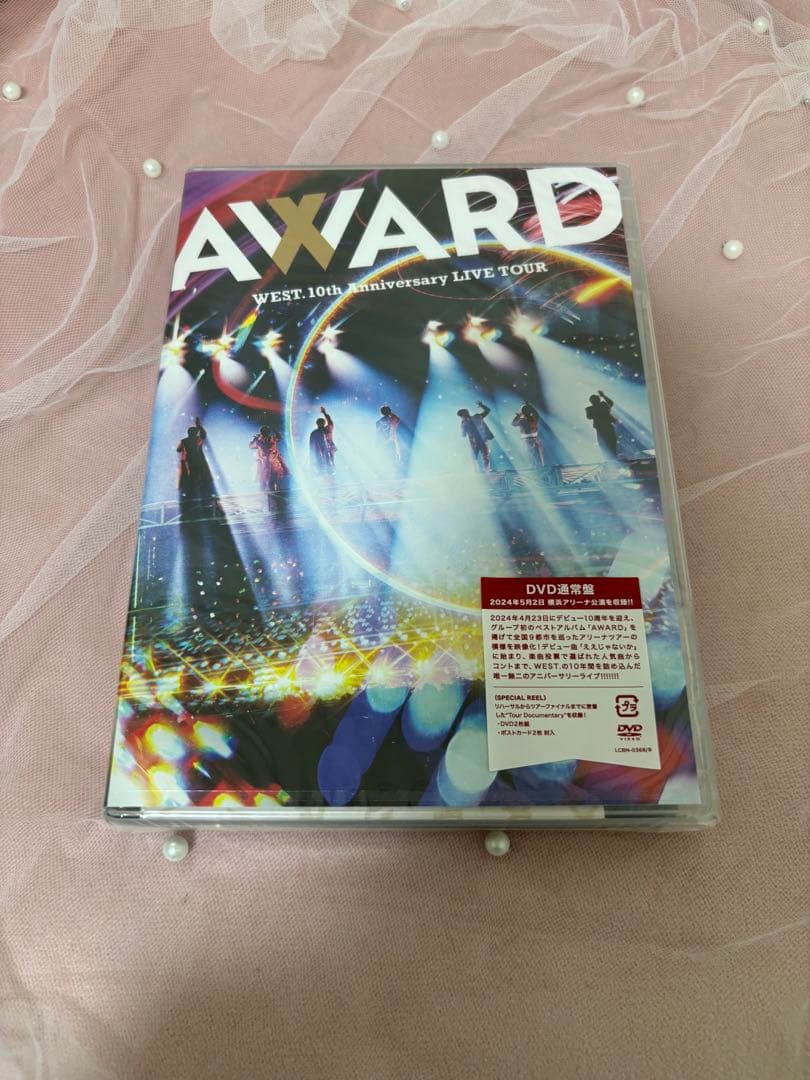 AWARD
WEST. 10th Anniversary LIVE TOUR
DVD通常盤
2024年5月2日 横浜アリーナ公演を収録!!
2024年4月23日にデビュー10周年を迎え、
グループ初のベストアルバム「AWARD」を
掲げて全国9都市を巡ったアリーナツアーの
模様を映像化!デビュー曲「ええじゃないか」
に始まり、楽曲投票で選ばれた人気曲から
コントまで、WEST.の10年間を詰め込んだ
唯一無二のアニバーサリーライブ!!!!!!!
(SPECIAL REEL)
リハーサルからツアーファイナルまでに密着
した"Tour Documentary"を収録!
・DVD2枚組
・ポストカード2枚 封入
プラ
DVD
VIDEO
LCBN-0368/9